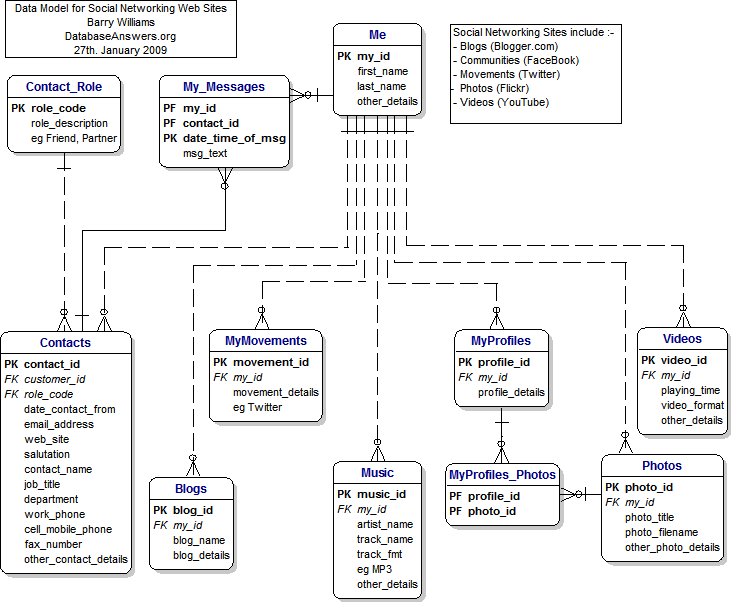 Data Model for Social Networking Web Sites
Barry Williams
DatabaseAnswers.org
27th. January 2009
Me
PK my_id
first_name
last_name
other_details
Social Networking Sites include :-
- Blogs (Blogger.com)
- Communities (FaceBook)
- Movements (Twitter)
- Photos (Flickr)
- Videos (YouTube)
Contact_Role
PK role_code
role_description
eg Friend, Partner
My_Messages
PF my_id
PF contact_id
PK date_time_of_msg
msg_text
Contacts
PK contact_id
FK customer_id
FK role_code
date_contact_from
email_address
web_site
salutation
contact_name
job_title
department
work_phone
cell_mobile_phone
fax_number
other_contact_details
MyMovements
PK movement_id
FK my_id
movement_details
eg Twitter
MyProfiles
PK profile_id
FK my_id
profile_details
Videos
PK video_id
FK my_id
playing_time
video_format
other_details
Blogs
PK blog_id
FK my_id
blog_name
blog_details
Music
PK music_id
FK my_id
artist_name
track_name
track_fmt
eg MP3
other_details
MyProfiles_Photos
PF profile_id
PF photo_id
Photos
PK photo_id
FK my_id
photo_title
photo_filename
other_photo_details